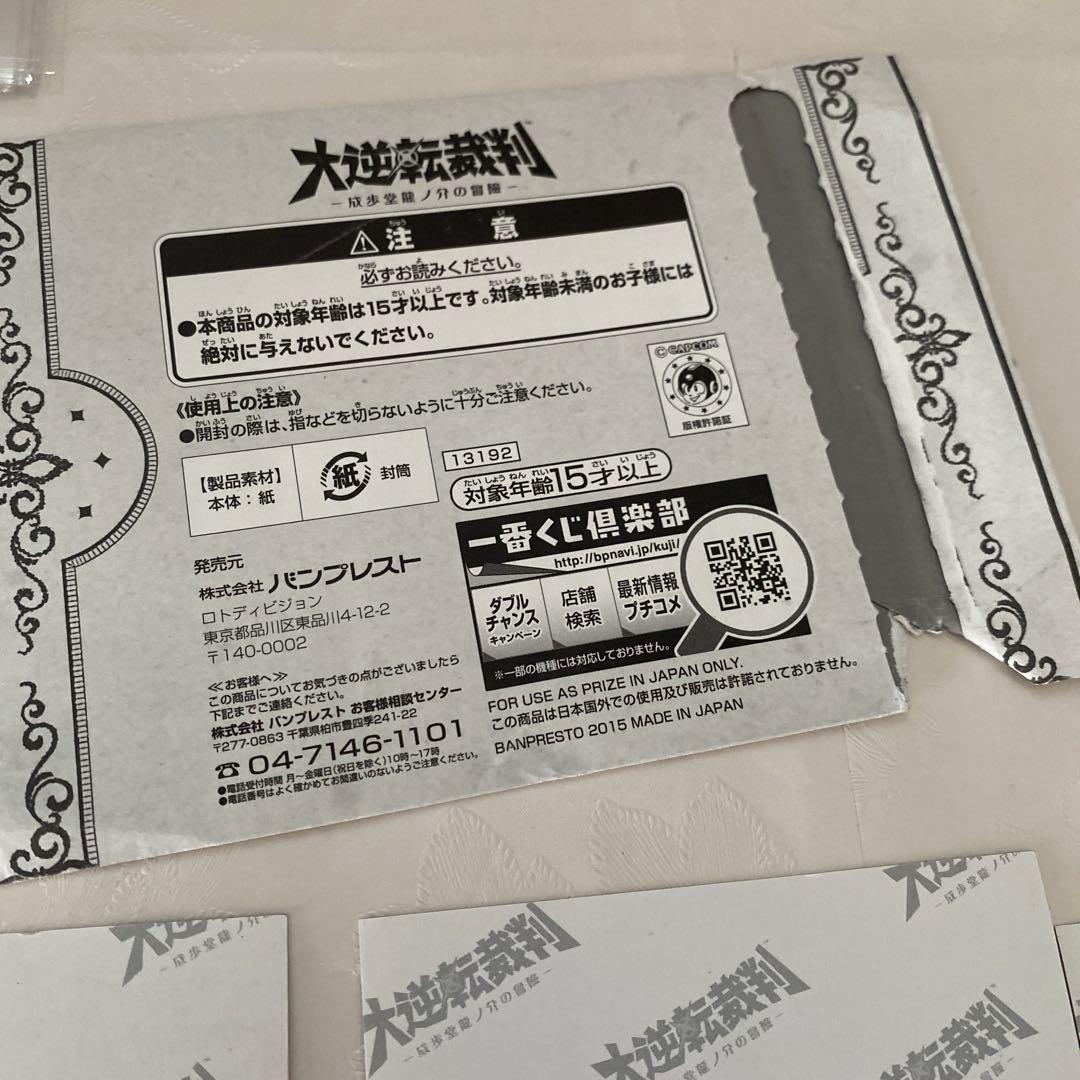 大逆転裁判
－成歩堂龍ノ介の冒險－
⚠注意
必ずお読みください。
●本商品の対象年齢は15才以上です。対象年齢未満のお子様には
絶対に与えないでください。
《使用上の注意》
●開封の際は、指などを切らないように十分ご注意ください。
© CAPCOM
版権許諾証
【製品素材】
本体：紙
紙
封筒
13192
対象年齢15才以上
一番くじ倶楽部
http://bpnavi.jp/kuji/
ダブル
チャンス
キャンペーン
店舗
検索
最新情報
プチコメ
※一部の機種には対応しておりません。
発売元
株式会社 バンプレスト
ロトディビジョン
東京都品川区東品川4-12-2
〒140-0002
≪お客様へ≫
この商品についてお気づきの点がございましたら
下記までご連絡ください。
株式会社 バンプレスト お客様相談センター
〒277-0863 千葉県柏市豊四季241-22
☎ 04-7146-1101
●電話受付時間 月～金曜日(祝日を除く)10時～17時
●電話番号はよく確かめてお間違いのないようご注意ください。
FOR USE AS PRIZE IN JAPAN ONLY.
この商品は日本国外での使用及び販売は許諾されておりません。
BANPRESTO 2015 MADE IN JAPAN
－成歩堂龍ノ介の冒險－
－成歩堂龍ノ
大逆転裁判
－成歩堂龍ノ介の冒險－
大逆転裁判
逆転裁判